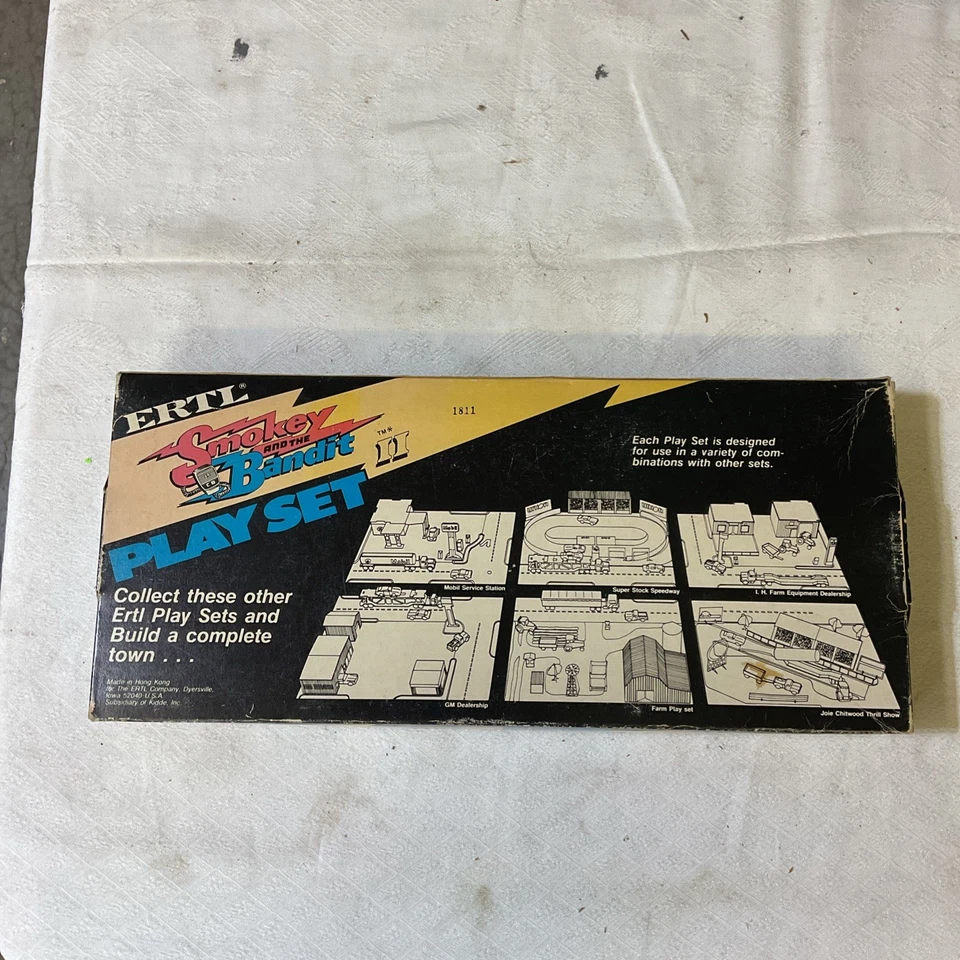 ERTL®
Smokey
AND THE
Bandit
TM®
II
PLAY SET
1811
Each Play Set is designed
for use in a variety of com-
binations with other sets.
Collect these other
Ertl Play Sets and
Build a complete
town . . .
Made in Hong Kong
for The ERTL Company, Dyersville,
Iowa 52040 U.S.A.
Subsidiary of Kidde, Inc.
Mobil
Mobil
Mobil Service Station
Super Stock Speedway
I. H. Farm Equipment Dealership
GM Dealership
Farm Play set
Joie Chitwood Thrill Show